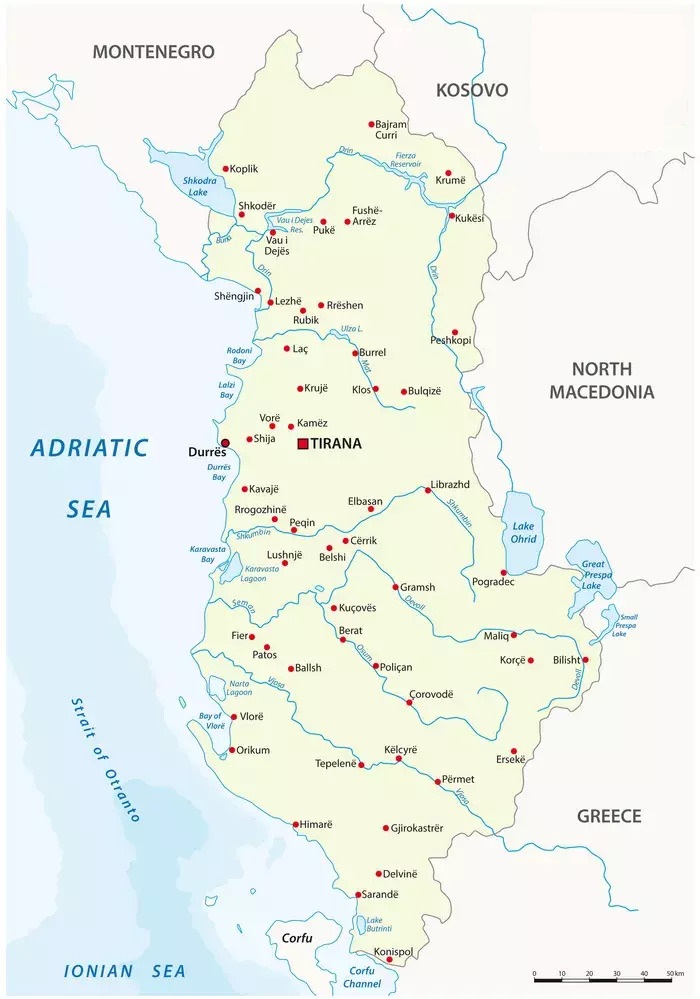 MONTENEGRO
KOSOVO
Bajram
Curri
Drin
Fierza
Reservoir
Koplik
Shkodra
Lake
Krumë
Shkodër
Vau i Dejes
Res.
Fushë-
Arrëz
Pukë
Kukësi
Buna
Vau i
Dejës
Drin
Drin
Shëngjin
Lezhë
Rrëshen
Rubik
Ulza L.
Peshkopi
Rodoni
Bay
Laç
Burrel
Mat
NORTH
MACEDONIA
Lalzi
Bay
Krujë
Klos
Bulqizë
Vorë
Kamëz
ADRIATIC
SEA
Shija
TIRANA
Durrës
Durrës
Bay
Kavajë
Librazhd
Rrogozhinë
Elbasan
Shkumbin
Peqin
Shkumbin
Lake
Ohrid
Cërrik
Karavasta
Bay
Lushnjë
Belshi
Karavasta
Lagoon
Great
Prespa
Lake
Pogradec
Gramsh
Devoll
Seman
Kuçovës
Small
Prespa
Lake
Fier
Berat
Maliq
Patos
Osum
Korçë
Bilisht
Ballsh
Poliçan
Devoll
Vjosa
Narta
Lagoon
Çorovodë
Bay of
Vlorë
Vlorë
Strait of Otranto
Orikum
Këlcyrë
Ersekë
Tepelenë
Përmet
Vjosa
GREECE
Himarë
Gjirokastrër
Delvinë
Sarandë
Lake
Butrinti
Corfu
Konispol
IONIAN SEA
Corfu
Channel
0 10 20 30 40 50 km